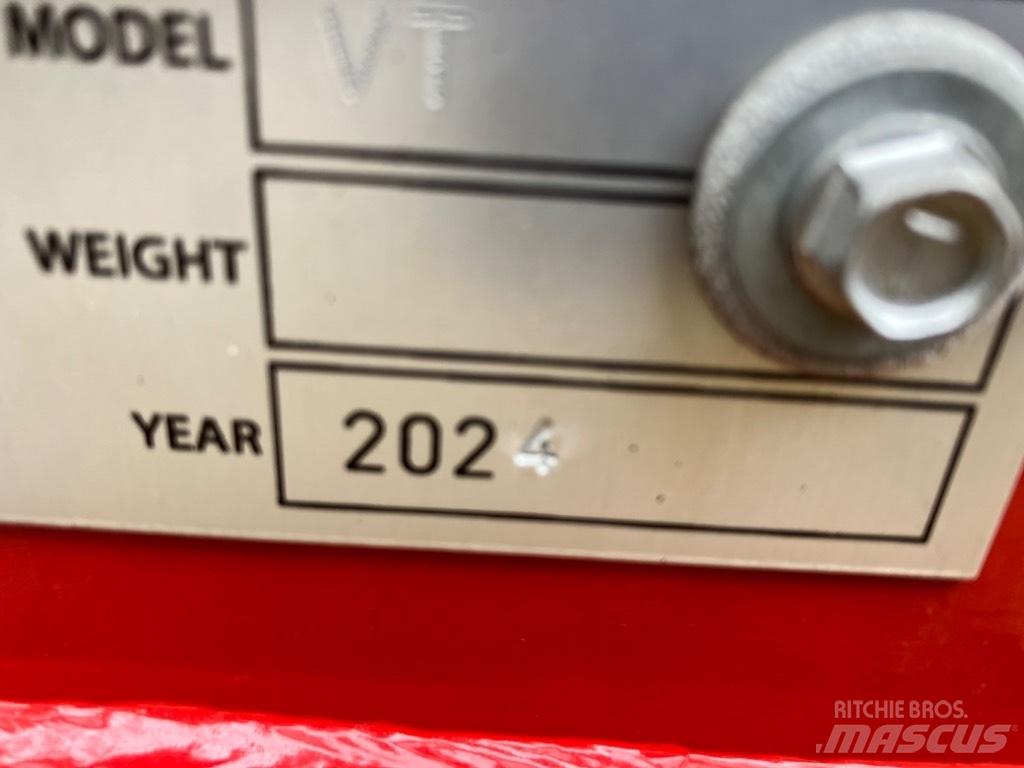 MODEL VT
WEIGHT
YEAR 2024
RITCHIE BROS.
MASCUS